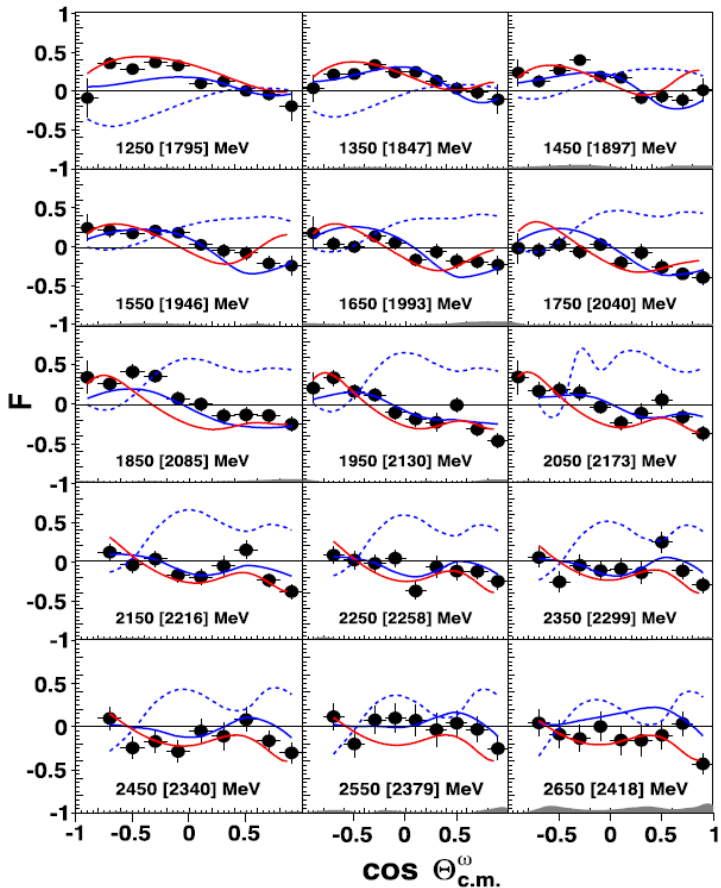 1
0.5
0
-0.5
-1
1250 [1795] MeV
1350 [1847] MeV
1450 [1897] MeV
0.5
0
-0.5
-1
1550 [1946] MeV
1650 [1993] MeV
1750 [2040] MeV
F
0.5
0
-0.5
-1
1850 [2085] MeV
1950 [2130] MeV
2050 [2173] MeV
0.5
0
-0.5
-1
2150 [2216] MeV
2250 [2258] MeV
2350 [2299] MeV
0.5
0
-0.5
-1
2450 [2340] MeV
2550 [2379] MeV
2650 [2418] MeV
-1 -0.5 0 0.5 -0.5 0 0.5 -0.5 0 0.5 1
cos Θ^ω_c.m.